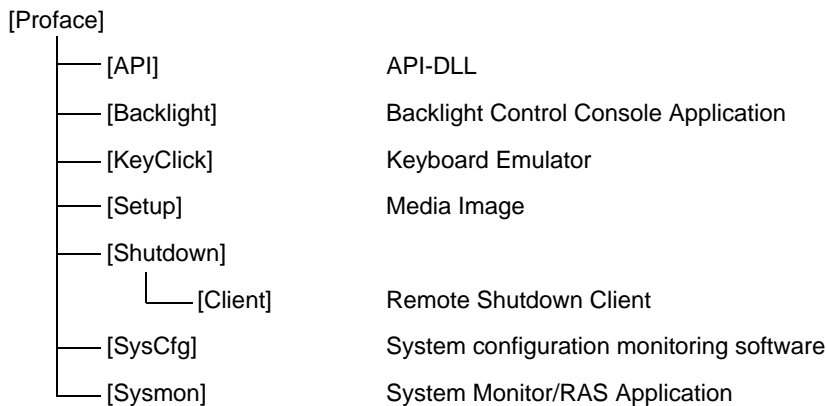 [Proface]
[API] API-DLL
[Backlight] Backlight Control Console Application
[KeyClick] Keyboard Emulator
[Setup] Media Image
[Shutdown]
[Client] Remote Shutdown Client
[SysCfg] System configuration monitoring software
[Sysmon] System Monitor/RAS Application